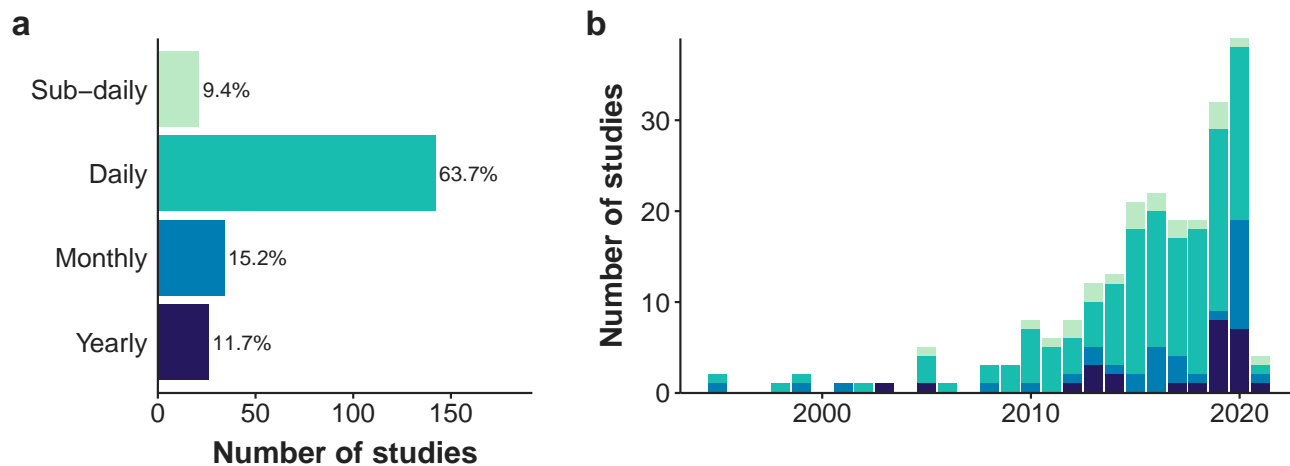 a
Sub−daily
9.4%
Daily
63.7%
Monthly
15.2%
Yearly
11.7%
0
50
100
150
Number of studies
b
Number of studies
30
20
10
0
2000
2010
2020